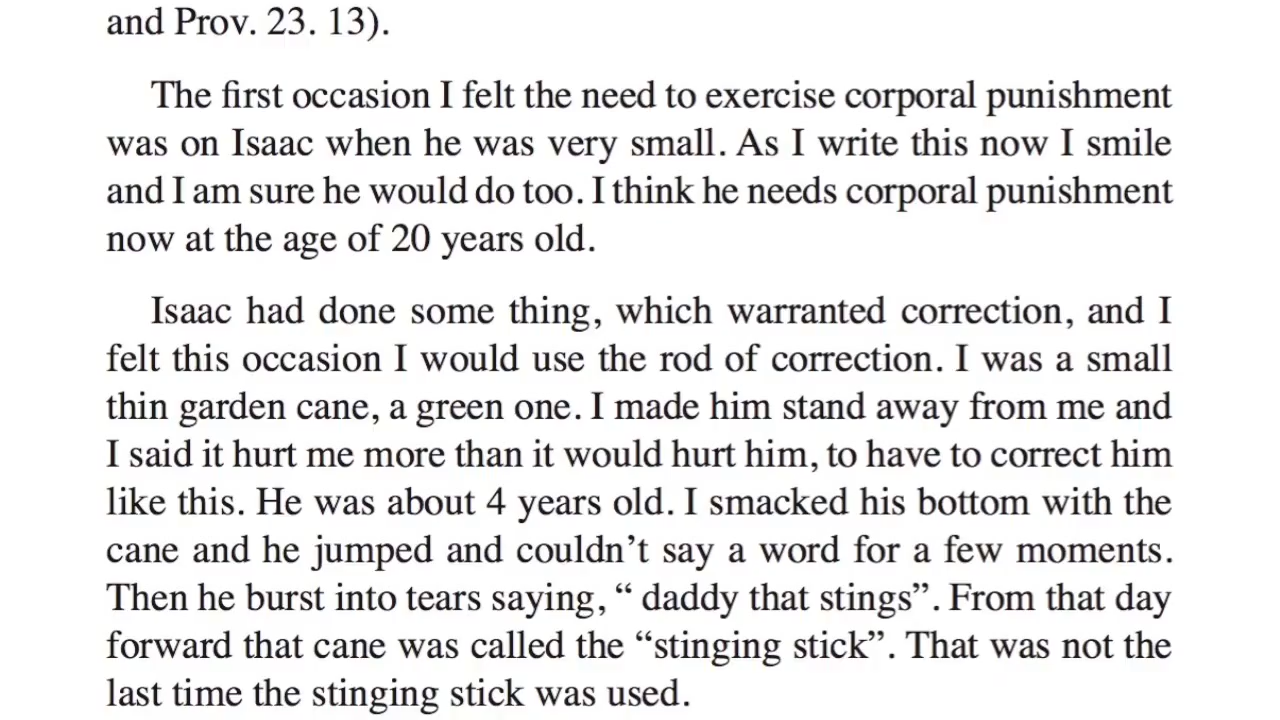 and Prov. 23. 13).
The first occasion I felt the need to exercise corporal punishment
was on Isaac when he was very small. As I write this now I smile
and I am sure he would do too. I think he needs corporal punishment
now at the age of 20 years old.
Isaac had done some thing, which warranted correction, and I
felt this occasion I would use the rod of correction. I was a small
thin garden cane, a green one. I made him stand away from me and
I said it hurt me more than it would hurt him, to have to correct him
like this. He was about 4 years old. I smacked his bottom with the
cane and he jumped and couldn’t say a word for a few moments.
Then he burst into tears saying, “ daddy that stings”. From that day
forward that cane was called the “stinging stick”. That was not the
last time the stinging stick was used.